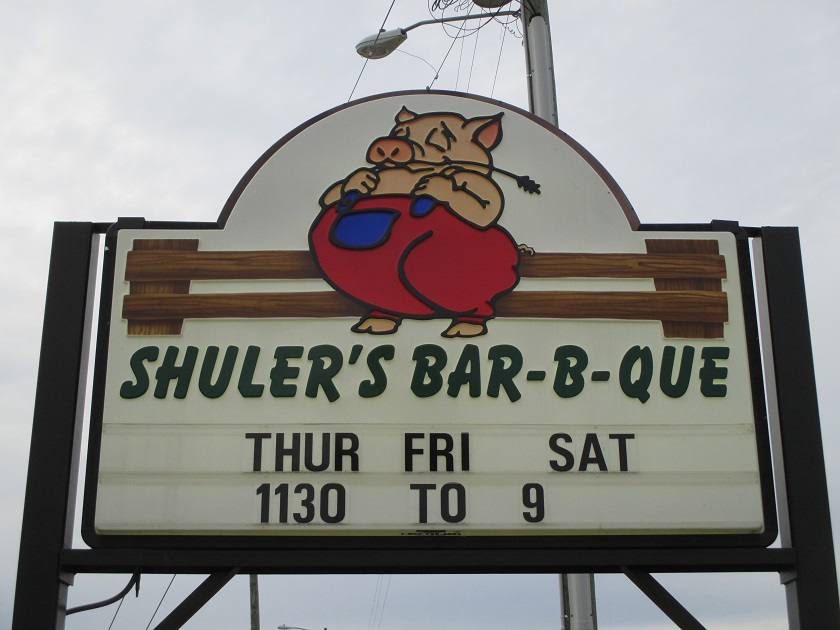 SHULER'S BAR-B-QUE
THUR FRI SAT
1130 TO 9